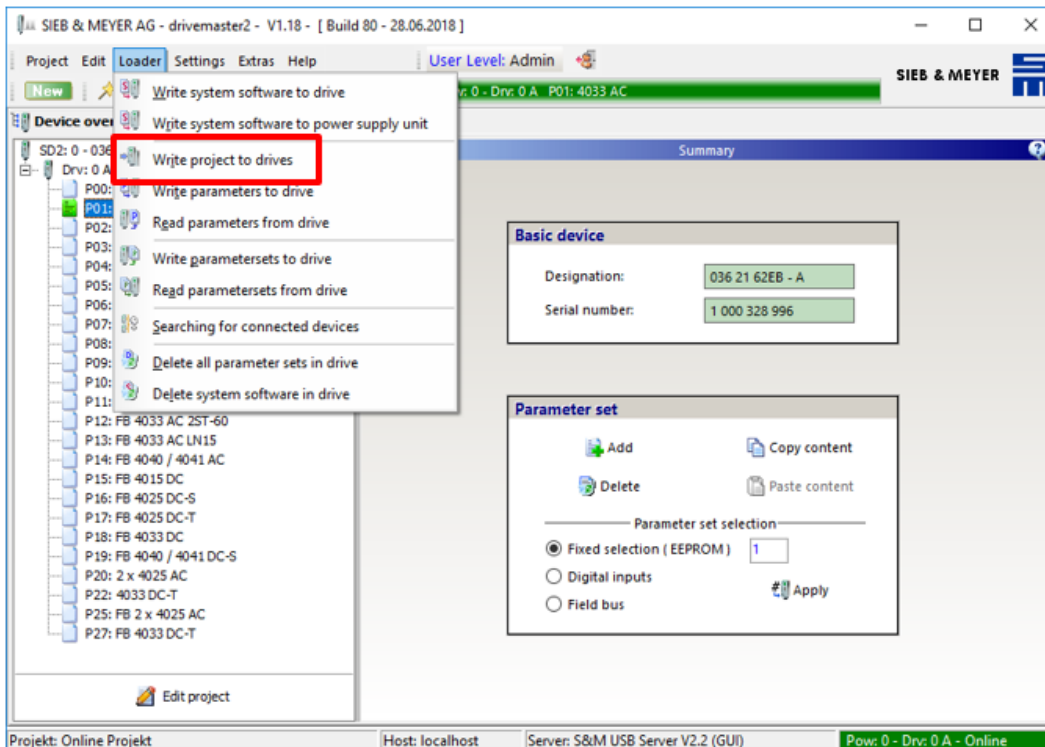 SIEB & MEYER AG - drivemaster2 - V1.18 - [ Build 80 - 28.06.2018 ]
Project Edit Loader Settings Extras Help User Level: Admin
SIEB & MEYER
New 0 - Drv: 0 A P01: 4033 AC
Write system software to drive
Write system software to power supply unit
Write project to drives
Write parameters to drive
Read parameters from drive
Write parametersets to drive
Read parametersets from drive
Searching for connected devices
Delete all parameter sets in drive
Delete system software in drive
Device over
SD2: 0 - 036
Drv: 0 A
P00:
P01:
P02:
P03:
P04:
P05:
P06:
P07:
P08:
P09:
P10:
P11:
P12: FB 4033 AC 2ST-60
P13: FB 4033 AC LN15
P14: FB 4040 / 4041 AC
P15: FB 4015 DC
P16: FB 4025 DC-S
P17: FB 4025 DC-T
P18: FB 4033 DC
P19: FB 4040 / 4041 DC-S
P20: 2 x 4025 AC
P22: 4033 DC-T
P25: FB 2 x 4025 AC
P27: FB 4033 DC-T
Edit project
Summary
Basic device
Designation: 036 21 62EB - A
Serial number: 1 000 328 996
Parameter set
Add Copy content
Delete Paste content
Parameter set selection
Fixed selection ( EEPROM ) 1
Digital inputs
Apply
Field bus
Projekt: Online Projekt Host: localhost Server: S&M USB Server V2.2 (GUI) Pow: 0 - Drv: 0 A - Online